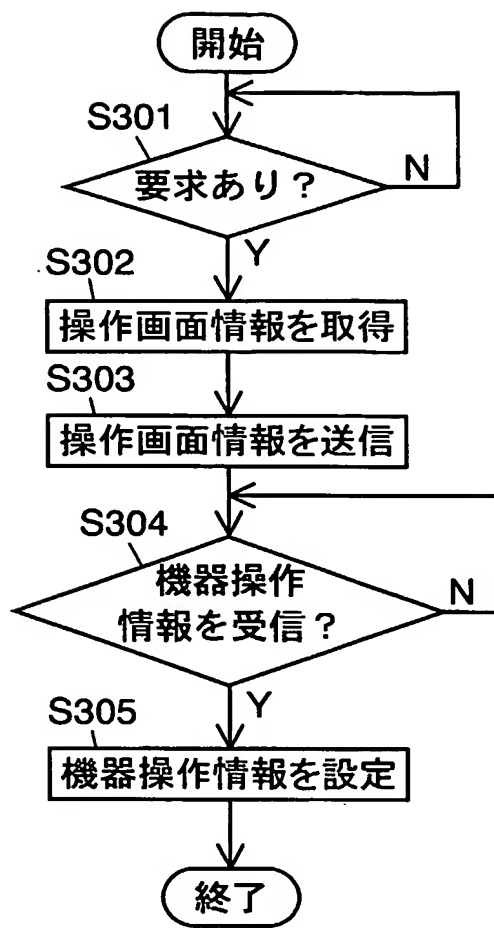 開始
S301
要求あり?
N
Y
S302
操作画面情報を取得
S303
操作画面情報を送信
S304
機器操作
情報を受信?
N
Y
S305
機器操作情報を設定
終了